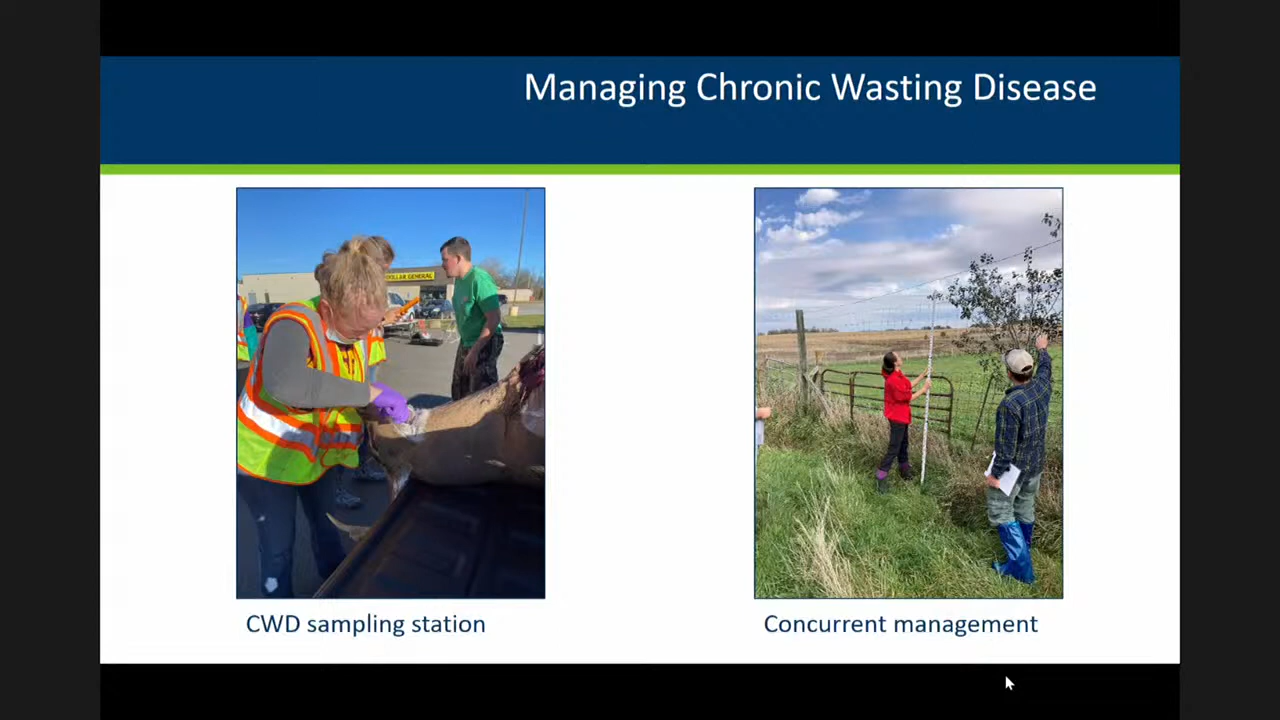 Managing Chronic Wasting Disease
DOLLAR GENERAL
CWD sampling station
Concurrent management